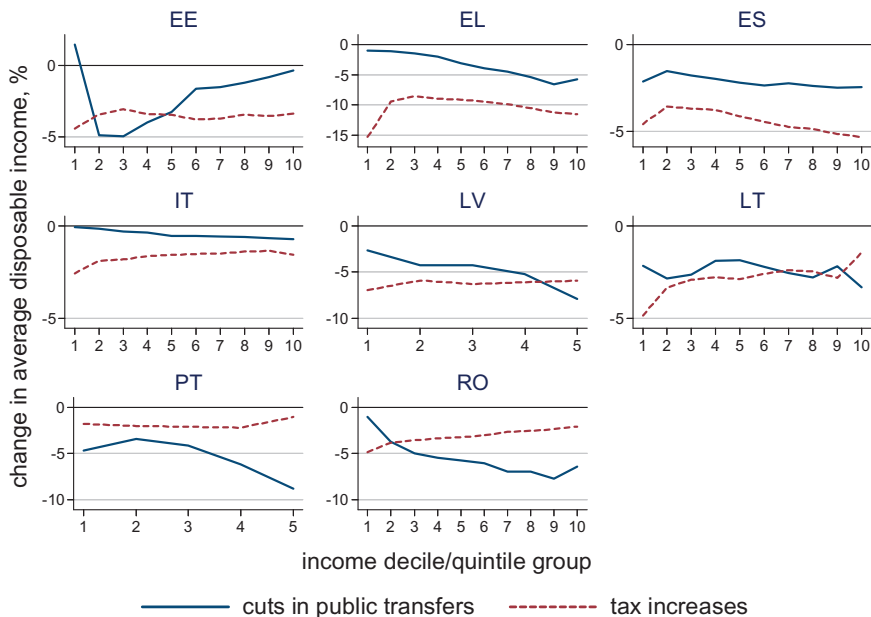 change in average disposable income, %
EE
0
-5
1 2 3 4 5 6 7 8 9 10
EL
0
-5
-10
-15
1 2 3 4 5 6 7 8 9 10
ES
0
-5
1 2 3 4 5 6 7 8 9 10
IT
0
-5
1 2 3 4 5 6 7 8 9 10
LV
0
-5
-10
1 2 3 4 5
LT
0
-5
1 2 3 4 5 6 7 8 9 10
PT
0
-5
-10
1 2 3 4 5
RO
0
-5
-10
1 2 3 4 5 6 7 8 9 10
income decile/quintile group
cuts in public transfers tax increases